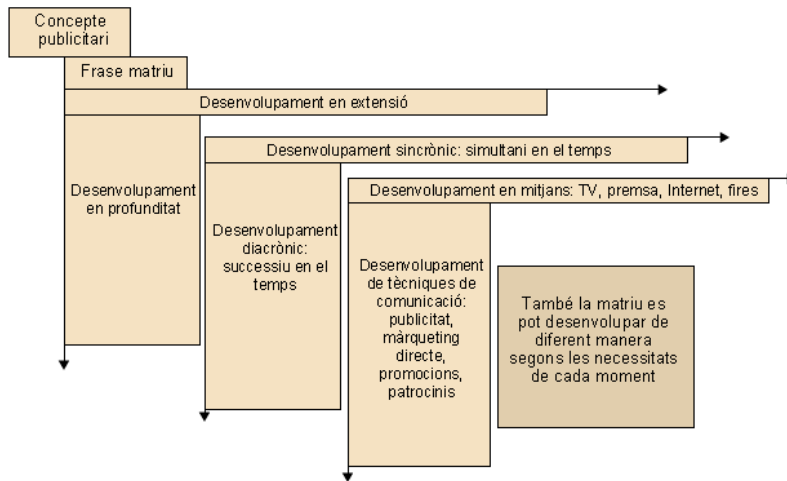 Concepte
publicitari
Frase matriu
Desenvolupament en extensió
Desenvolupament
en profunditat
Desenvolupament sincrònic: simultani en el temps
Desenvolupament
diacrònic:
successiu en el
temps
Desenvolupament en mitjans: TV, premsa, Internet, fires
Desenvolupament
de tècniques de
comunicació:
publicitat,
màrqueting
directe,
promocions,
patrocinis
També la matriu es
pot desenvolupar de
diferent manera
segons les necessitats
de cada moment